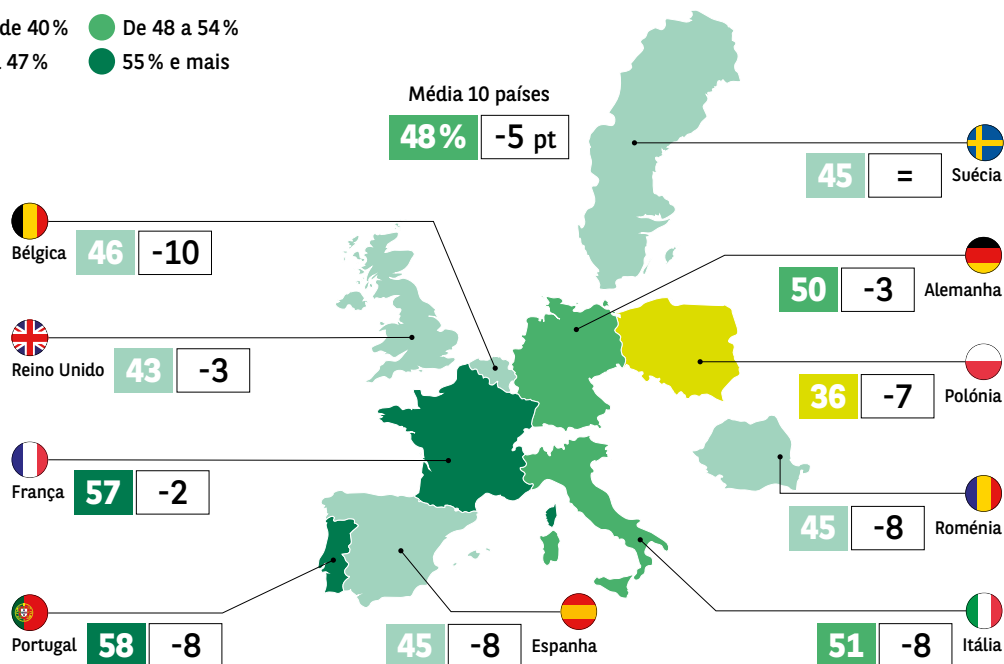 de 40% De 48 a 54%
47% 55% e mais
Média 10 países
48% -5 pt
45 =
Suécia
Bélgica
46 -10
50 -3
Alemanha
Reino Unido
43 -3
36 -7
Polónia
França
57 -2
45 -8
Roménia
Portugal
58 -8
45 -8
Espanha
51 -8
Itália